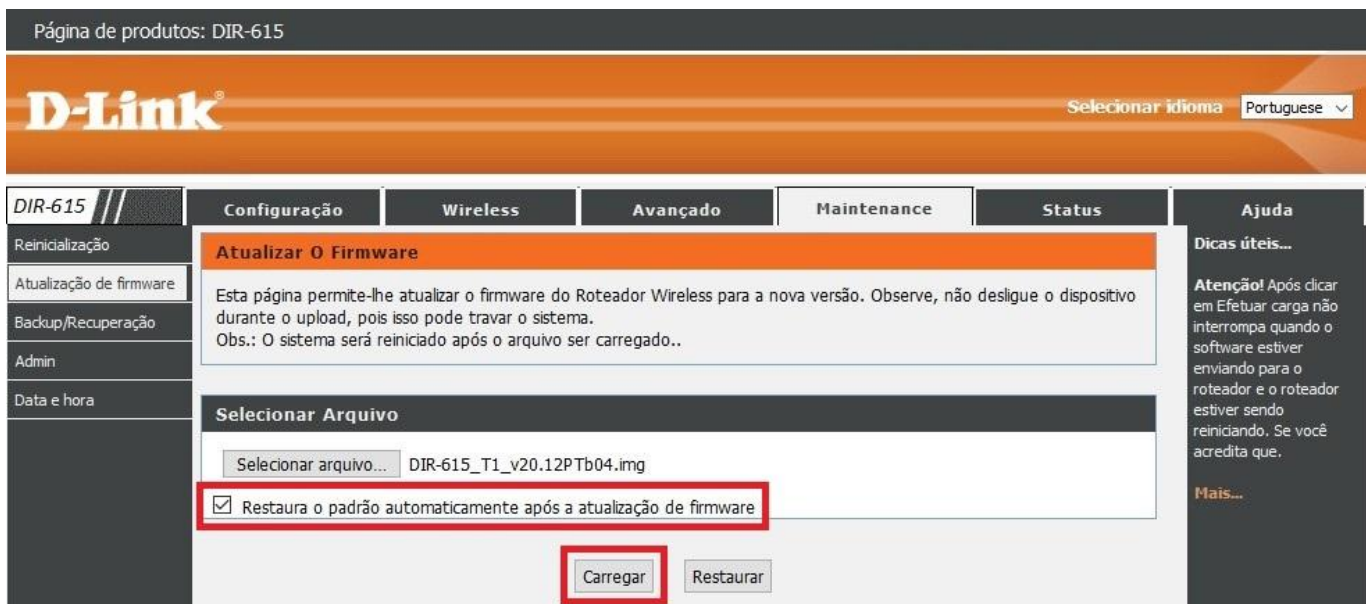 Página de produtos: DIR-615
D-Link
Selecionar idioma Portuguese
DIR-615
Configuração
Wireless
Avançado
Maintenance
Status
Ajuda
Reinicialização
Atualização de firmware
Backup/Recuperação
Admin
Data e hora
Atualizar O Firmware
Esta página permite-lhe atualizar o firmware do Roteador Wireless para a nova versão. Observe, não desligue o dispositivo
durante o upload, pois isso pode travar o sistema.
Obs.: O sistema será reiniciado após o arquivo ser carregado..
Selecionar Arquivo
Selecionar arquivo... DIR-615_T1_v20.12PTb04.img
Restaura o padrão automaticamente após a atualização de firmware
Carregar
Restaurar
Dicas úteis...
Atenção! Após clicar
em Efetuar carga não
interrompa quando o
software estiver
enviando para o
roteador e o roteador
estiver sendo
reiniciando. Se você
acredita que.
Mais...